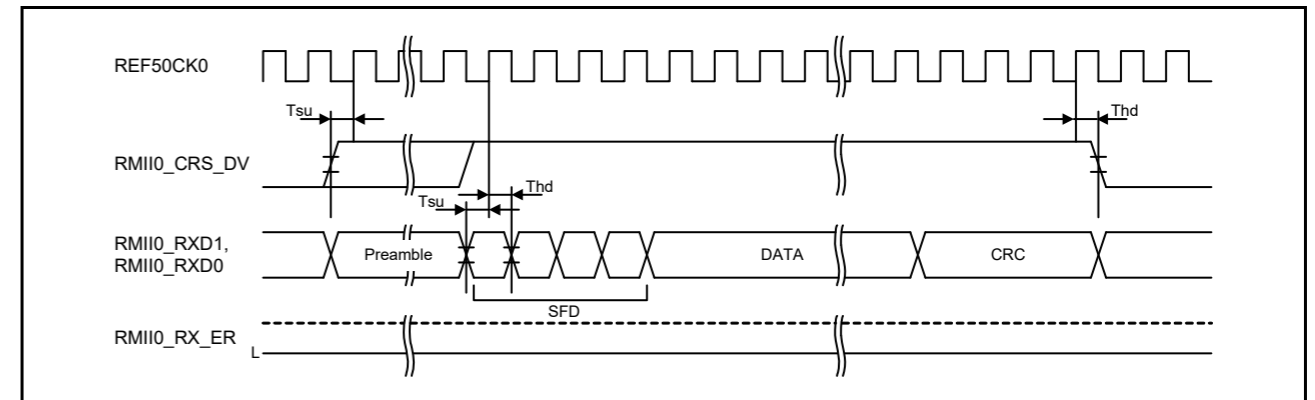 REF50CK0
Tsu
Thd
RMII0_CRS_DV
Thd
Tsu
RMII0_RXD1,
RMII0_RXD0
Preamble
DATA
CRC
SFD
RMII0_RX_ER
L